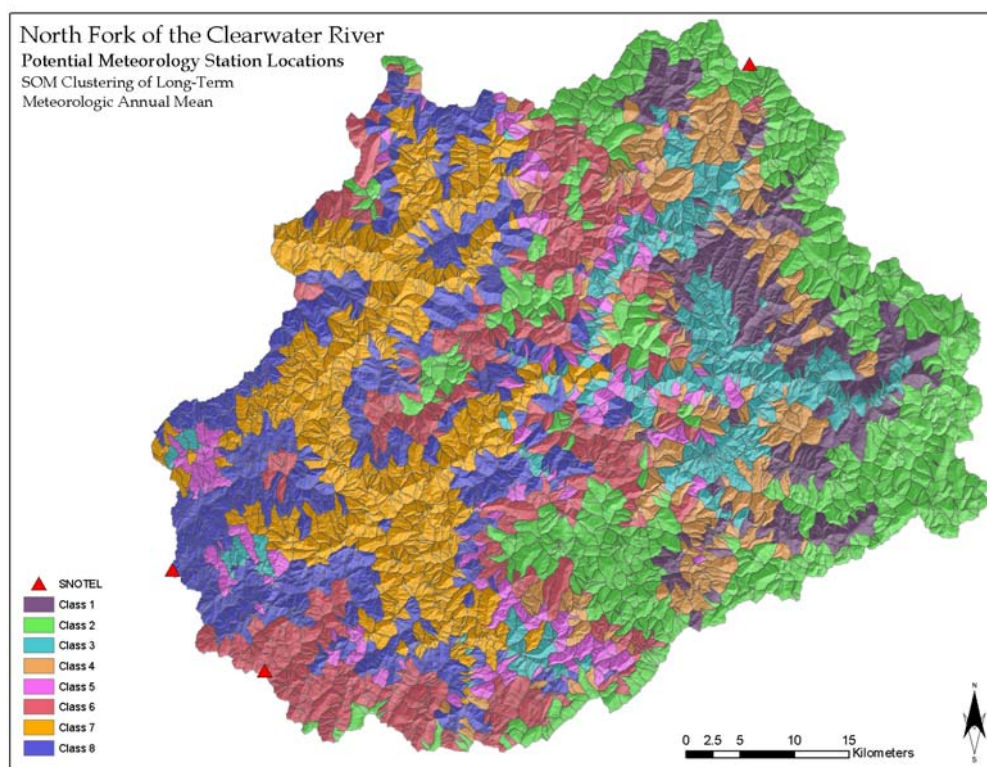 North Fork of the Clearwater River
Potential Meteorology Station Locations
SOM Clustering of Long-Term
Meteorologic Annual Mean
SNOTEL
Class 1
Class 2
Class 3
Class 4
Class 5
Class 6
Class 7
Class 8
0 2.5 5 10 15
Kilometers
N
S